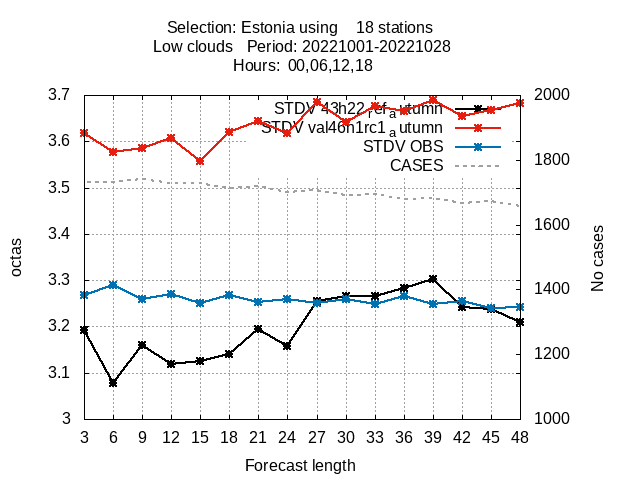 Selection: Estonia using    18 stations
Low clouds   Period: 20221001-20221028
Hours:  00,06,12,18
3.7
3.6
3.5
3.4
3.3
3.2
3.1
3
octas
STDV 43h22_ref_autumn
STDV val46h1rc1_autumn
STDV OBS
CASES
2000
1800
1600
1400
1200
1000
No cases
3 6 9 12 15 18 21 24 27 30 33 36 39 42 45 48
Forecast length